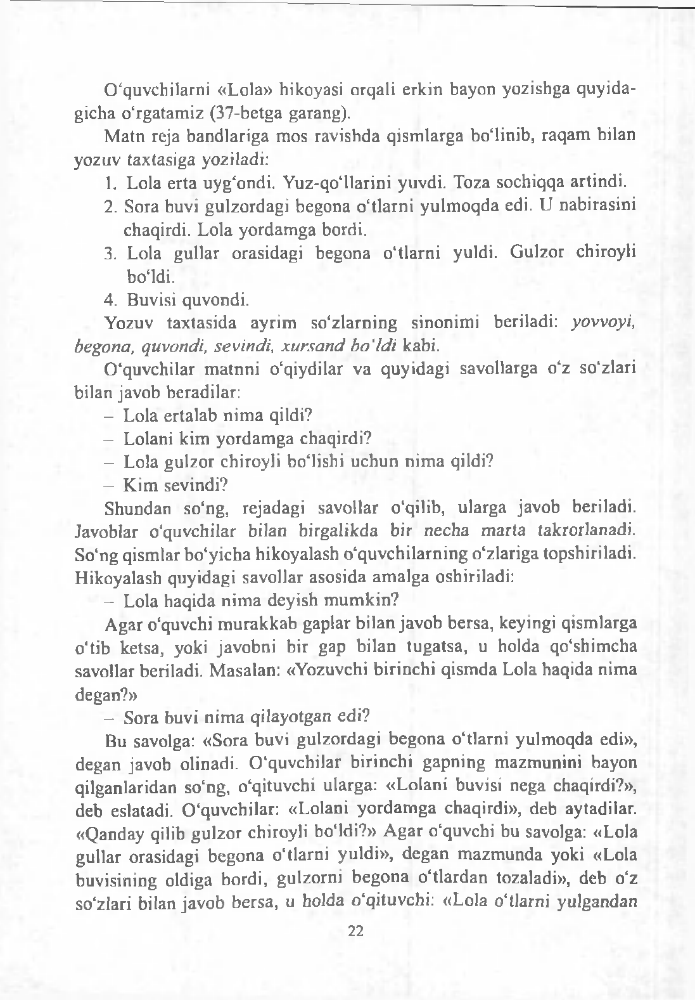 O‘quvchilarni «Lola» hikoyasi orqali erkin bayon yozishga quyida-
gicha o‘rgatamiz (37-betga garang).
Matn reja bandlariga mos ravishda qismlarga bo‘linib, raqam bilan
yozuv taxtasiga yoziladi:
1. Lola erta uyg‘ondi. Yuz-qo‘llarini yuvdi. Toza sochiqqa artindi.
2. Sora buvi gulzordagi begona o‘tlarni yulmoqda edi. U nabirasini
chaqirdi. Lola yordamga bordi.
3. Lola gullar orasidagi begona o‘tlarni yuldi. Gulzor chiroyli
bo‘ldi.
4. Buvisi quvondi.
Yozuv taxtasida ayrim so‘zlarning sinonimi beriladi: yovvoyi,
begona, quvondi, sevindi, xursand bo‘ldi kabi.
O‘quvchilar matnni o‘qiydilar va quyidagi savollarga o‘z so‘zlari
bilan javob beradilar:
– Lola ertalab nima qildi?
– Lolani kim yordamga chaqirdi?
– Lola gulzor chiroyli bo‘lishi uchun nima qildi?
– Kim sevindi?
Shundan so‘ng, rejadagi savollar o‘qilib, ularga javob beriladi.
Javoblar o‘quvchilar bilan birgalikda bir necha marta takrorlanadi.
So‘ng qismlar bo‘yicha hikoyalash o‘quvchilarning o‘zlariga topshiriladi.
Hikoyalash quyidagi savollar asosida amalga oshiriladi:
– Lola haqida nima deyish mumkin?
Agar o‘quvchi murakkab gaplar bilan javob bersa, keyingi qismlarga
o‘tib ketsa, yoki javobni bir gap bilan tugatsa, u holda qo‘shimcha
savollar beriladi. Masalan: «Yozuvchi birinchi qismda Lola haqida nima
degan?»
– Sora buvi nima qilayotgan edi?
Bu savolga: «Sora buvi gulzordagi begona o‘tlarni yulmoqda edi»,
degan javob olinadi. O‘quvchilar birinchi gapning mazmunini bayon
qilganlaridan so‘ng, o‘qituvchi ularga: «Lolani buvisi nega chaqirdi?»,
deb eslatadi. O‘quvchilar: «Lolani yordamga chaqirdi», deb aytadilar.
«Qanday qilib gulzor chiroyli bo‘ldi?» Agar o‘quvchi bu savolga: «Lola
gullar orasidagi begona o‘tlarni yuldi», degan mazmunda yoki «Lola
buvisining oldiga bordi, gulzorni begona o‘tlardan tozaladi», deb o‘z
so‘zlari bilan javob bersa, u holda o‘qituvchi: «Lola o‘tlarni yulgandan
22